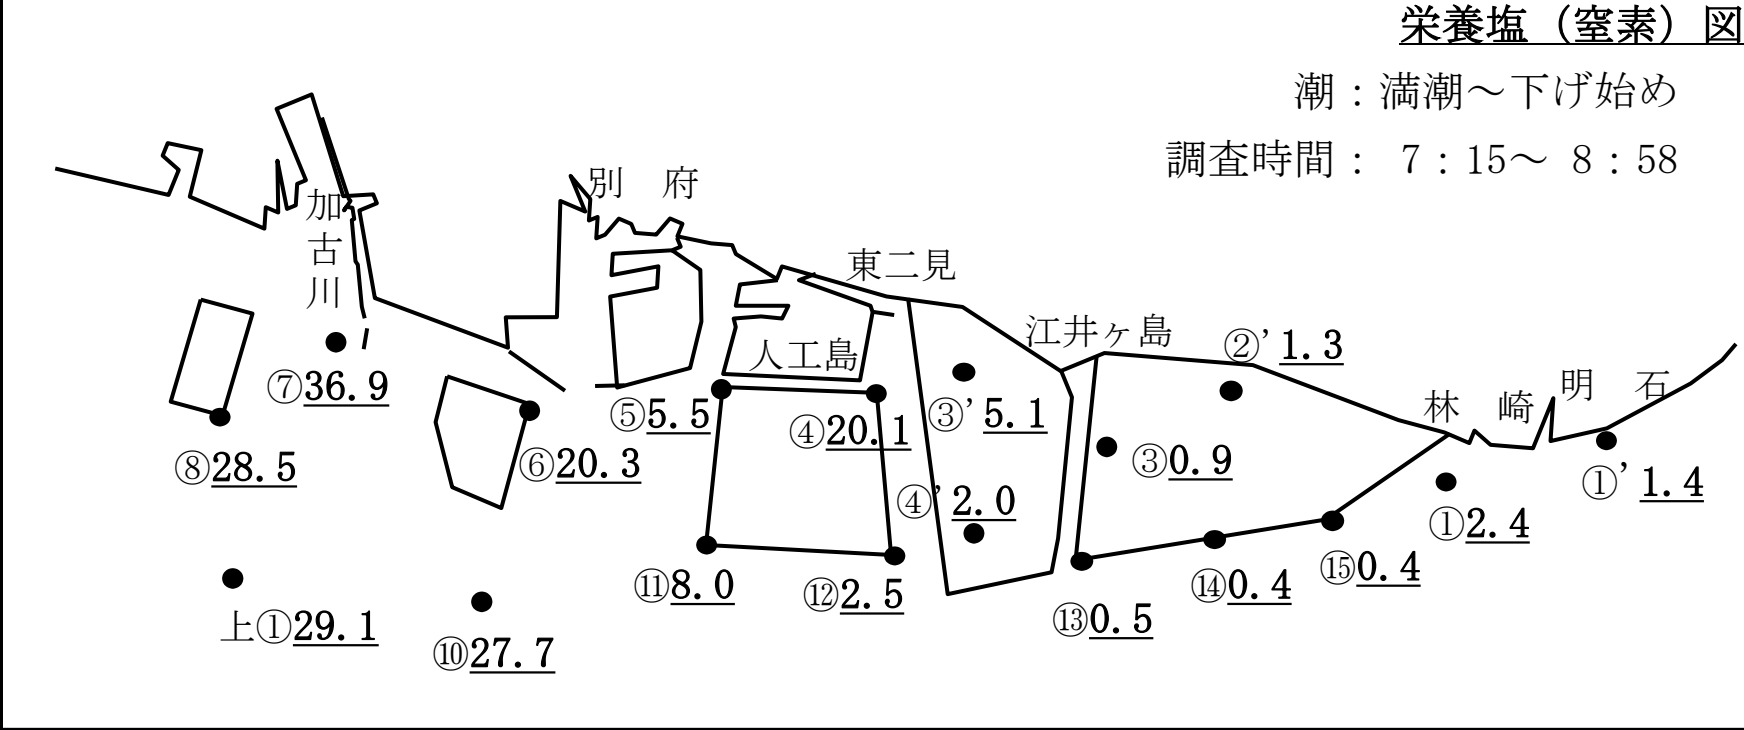 栄養塩（窒素）図
潮：満潮～下げ始め
調査時間： 7：15～ 8：58
別 府
加古川
東二見
江井ヶ島
②’1.3
人工島
明 石
林 崎
⑦36.9
⑤5.5
④20.1
③’5.1
③0.9
⑧28.5
⑥20.3
④’2.0
①’1.4
①2.4
⑪8.0
⑫2.5
⑬0.5
⑭0.4
⑮0.4
上①29.1
⑩27.7